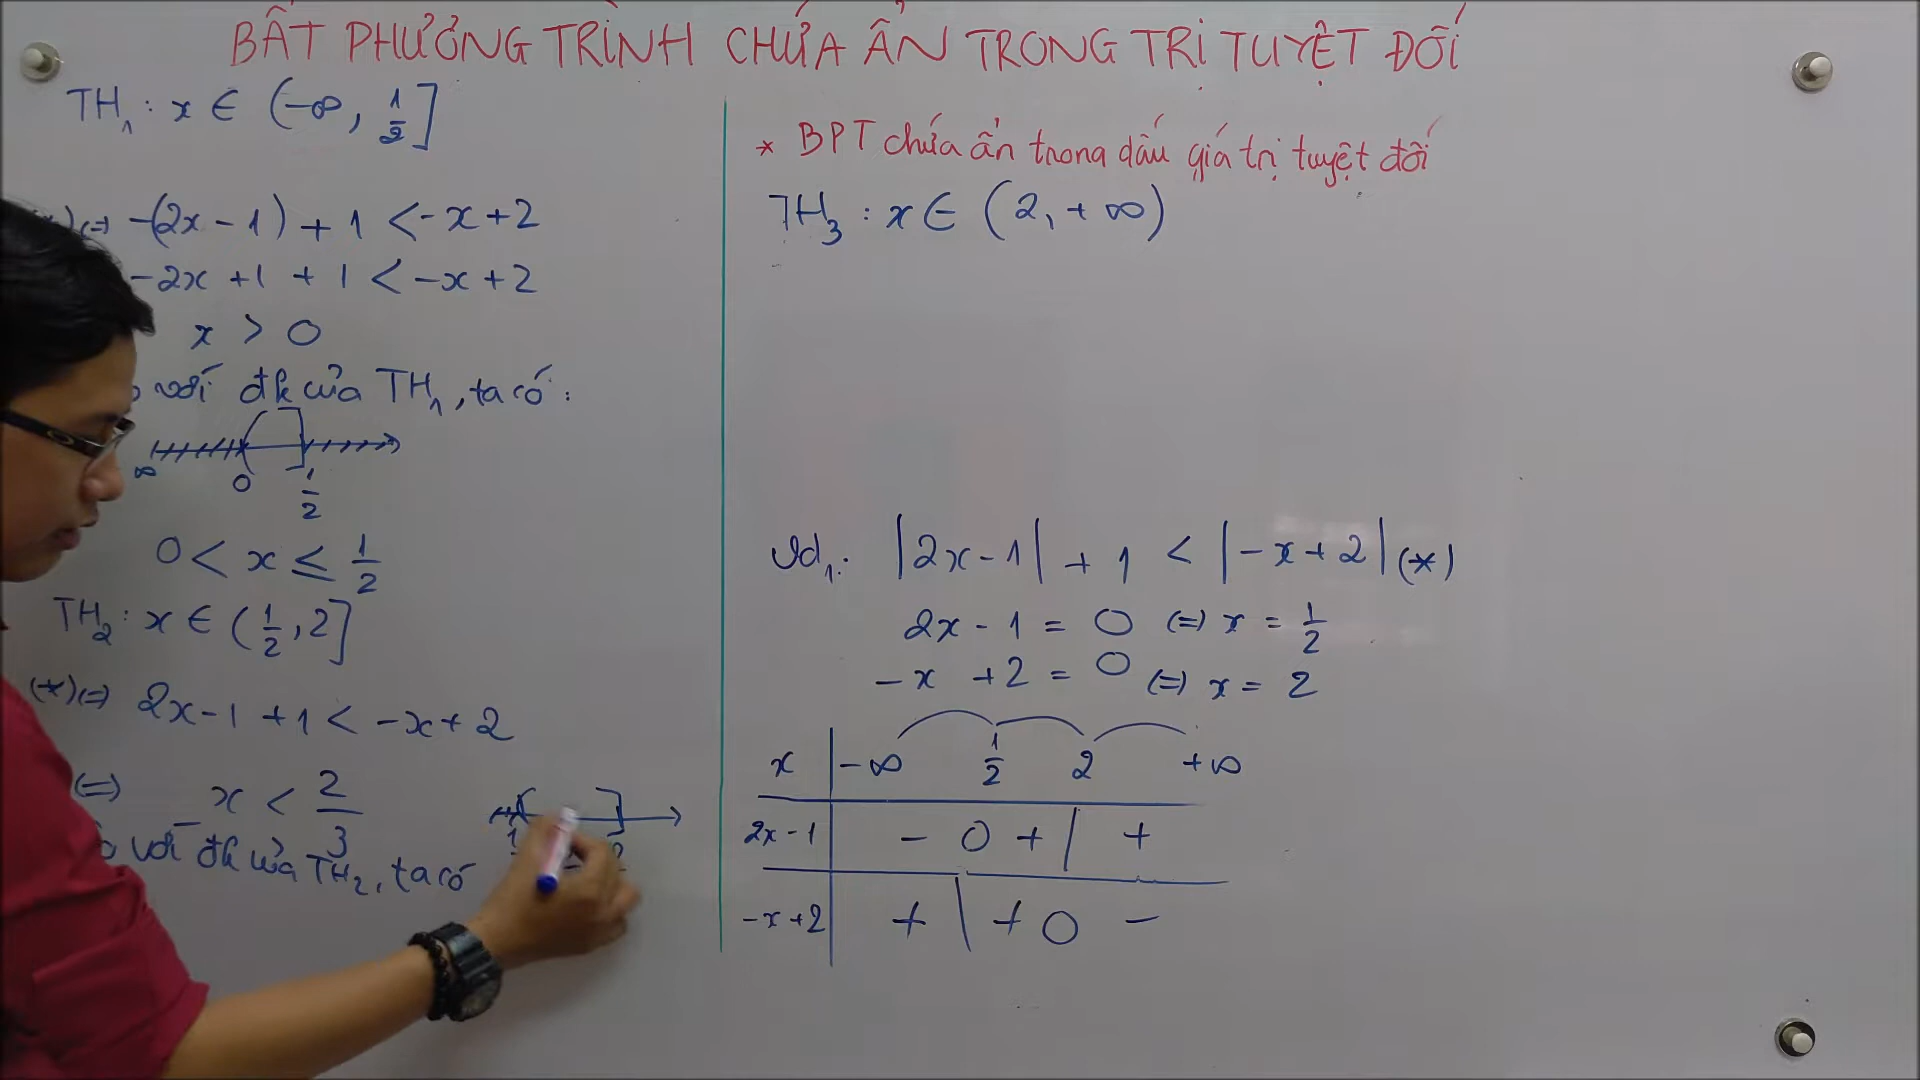 BẤT PHƯƠNG TRÌNH CHỨA ẨN TRONG TRỊ TUYỆT ĐỐI
TH₁ : x ∈ (-∞, 1/2]
(=) -(2x - 1) + 1 < -x + 2
-2x + 1 + 1 < -x + 2
x > 0
với đk của TH₁, ta có :
∞ 0 1/2
0 < x ≤ 1/2
TH₂ : x ∈ (1/2, 2]
(*) (=) 2x - 1 + 1 < -x + 2
(=) x < 2/3
với đk của TH₂, ta có
* BPT chứa ẩn trong dấu giá trị tuyệt đối
TH₃ : x ∈ (2, +∞)
Vd₁: |2x - 1| + 1 < |-x + 2| (*)
2x - 1 = 0 (=) x = 1/2
-x + 2 = 0 (=) x = 2
x | -∞ 1/2 2 +∞
2x - 1 | - 0 + | +
-x + 2 | + | + 0 -